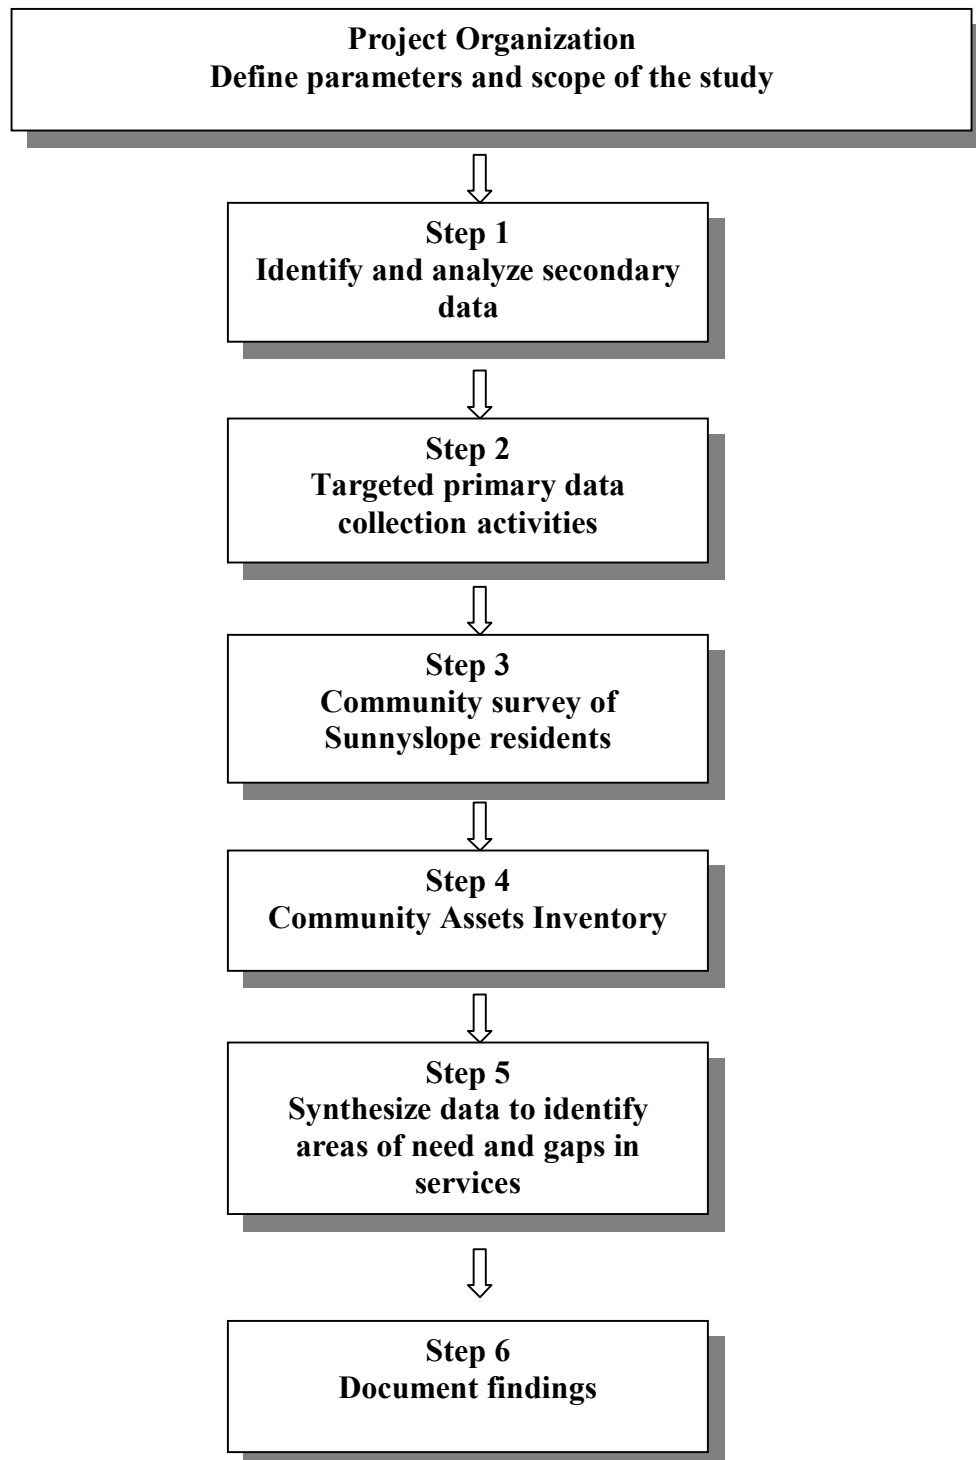 Project Organization
Define parameters and scope of the study
Step 1
Identify and analyze secondary
data
Step 2
Targeted primary data
collection activities
Step 3
Community survey of
Sunnyslope residents
Step 4
Community Assets Inventory
Step 5
Synthesize data to identify
areas of need and gaps in
services
Step 6
Document findings